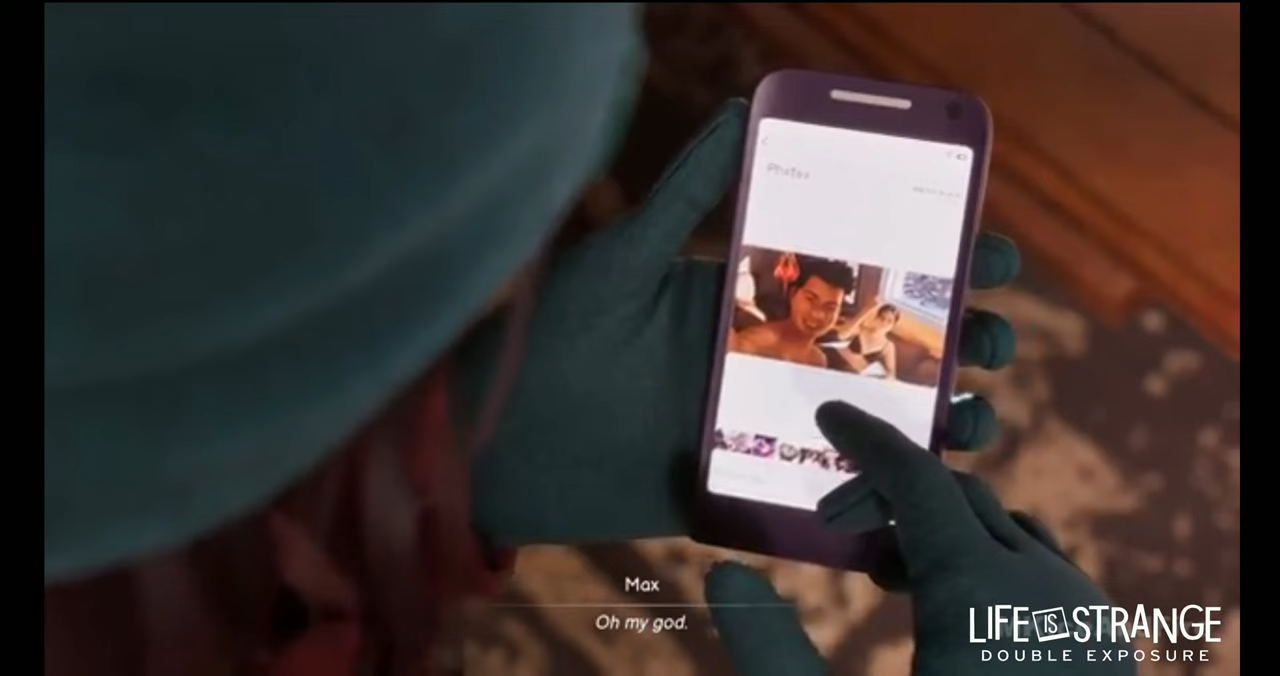 Photos
Max
Oh my god.
LIFE IS STRANGE
DOUBLE EXPOSURE